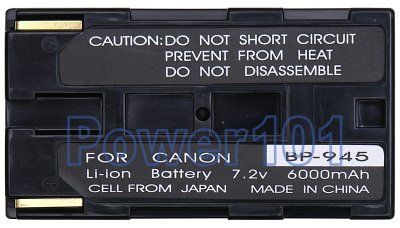 CAUTION: DO NOT SHORT CIRCUIT
PREVENT FROM HEAT
DO NOT DISASSEMBLE
Power101
FOR CANON BP-945
Li-ion Battery 7.2v 6000mAh
CELL FROM JAPAN MADE IN CHINA